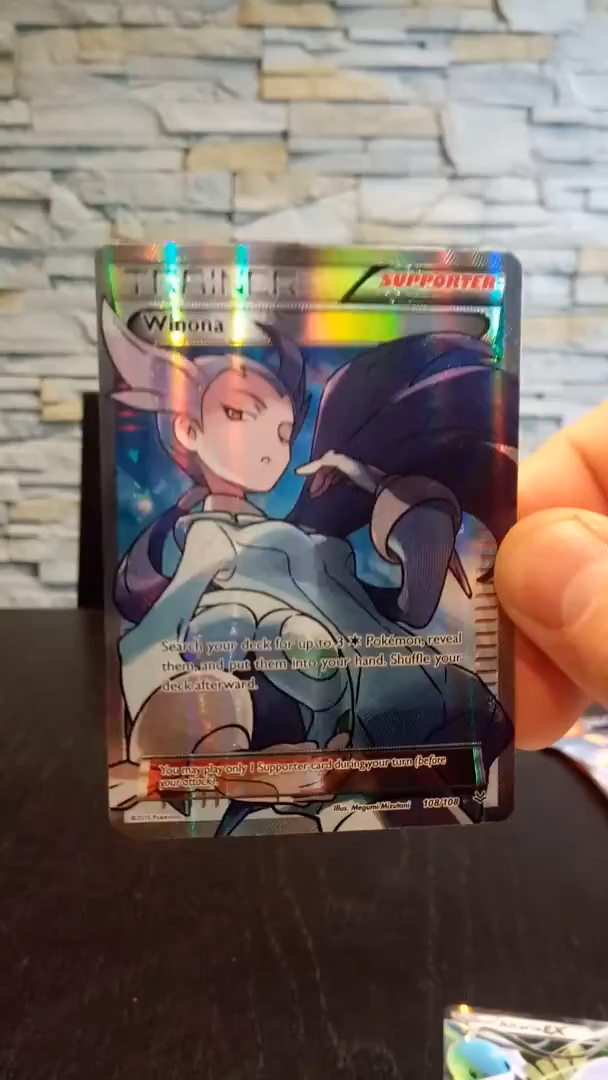 TRAINER
SUPPORTER
Winona
Search your deck for up to 3 Pokémon, reveal
them, and put them into your hand. Shuffle your
deck afterward.
You may play only 1 Supporter card during your turn (before
your attack).
Illus. Megumi Mizutani 108/108
©2015 Pokémon
EX